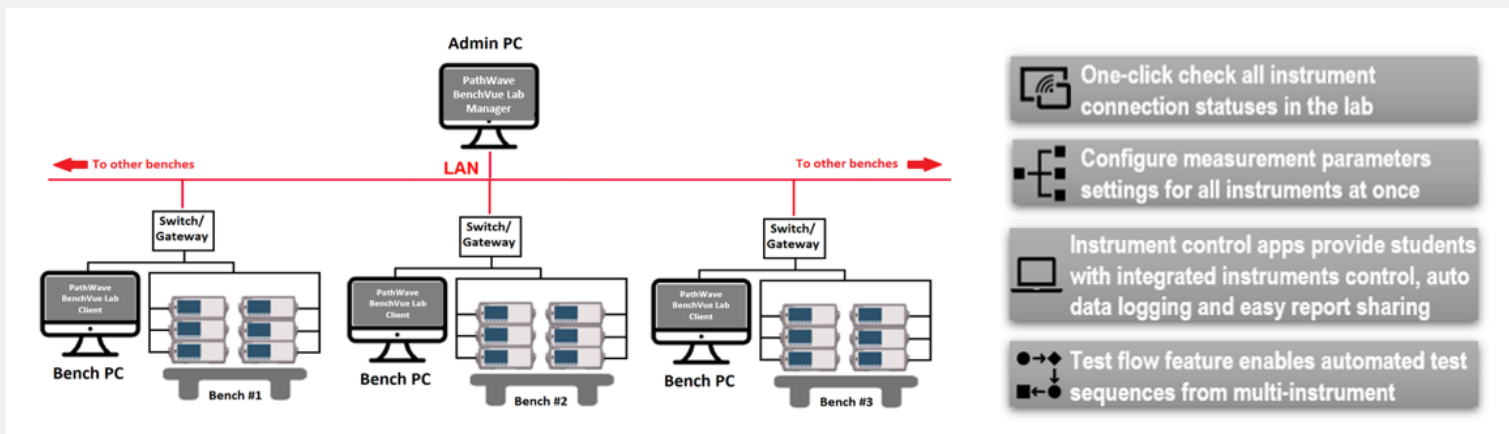 Admin PC
PathWave
BenchVue Lab
Manager
To other benches
LAN
To other benches
Switch/
Gateway
Switch/
Gateway
Switch/
Gateway
PathWave
BenchVue Lab
Client
PathWave
BenchVue Lab
Client
PathWave
BenchVue Lab
Client
Bench PC
Bench #1
Bench PC
Bench #2
Bench PC
Bench #3
One-click check all instrument
connection statuses in the lab
Configure measurement parameters
settings for all instruments at once
Instrument control apps provide students
with integrated instruments control, auto
data logging and easy report sharing
Test flow feature enables automated test
sequences from multi-instrument